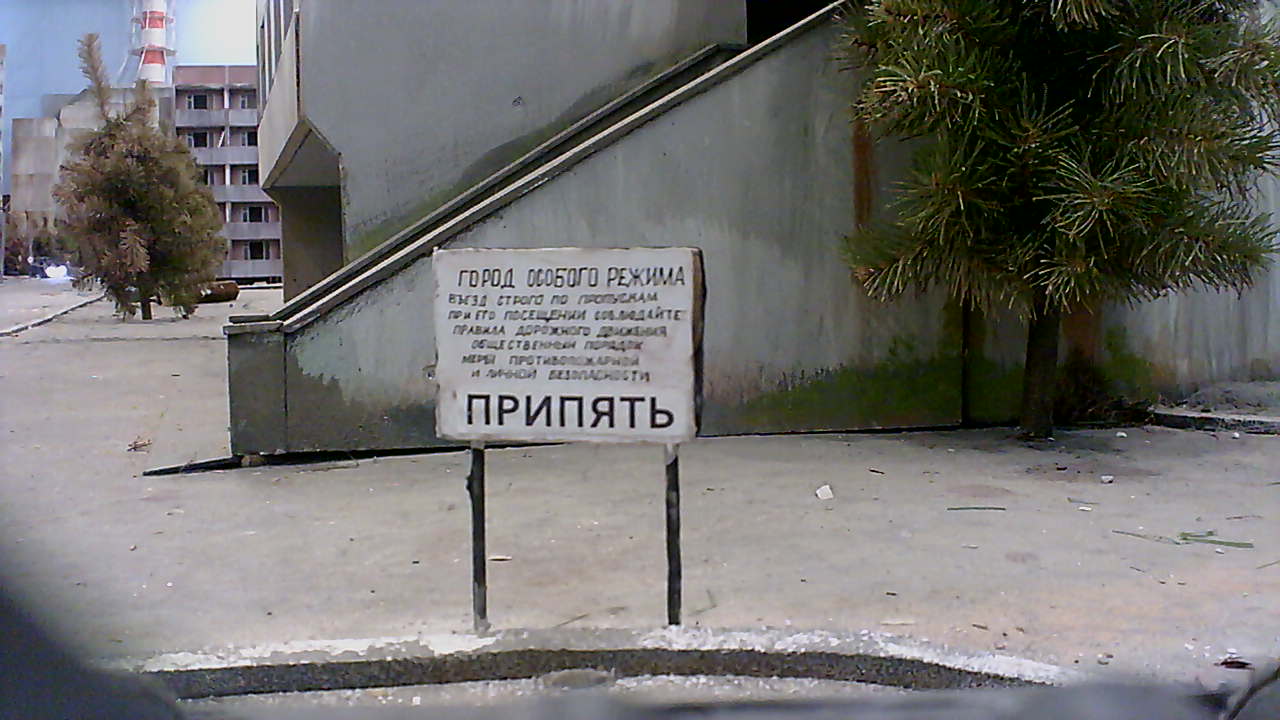 ГОРОД ОСОБОГО РЕЖИМА
ВЪЕЗД СТРОГО ПО ПРОПУСКАМ
ПРИ ЕГО ПОСЕЩЕНИИ СОБЛЮДАЙТЕ:
ПРАВИЛА ДОРОЖНОГО ДВИЖЕНИЯ
ОБЩЕСТВЕННЫЙ ПОРЯДОК
МЕРЫ ПРОТИВОПОЖАРНОЙ
И ЛИЧНОЙ БЕЗОПАСНОСТИ
ПРИПЯТЬ